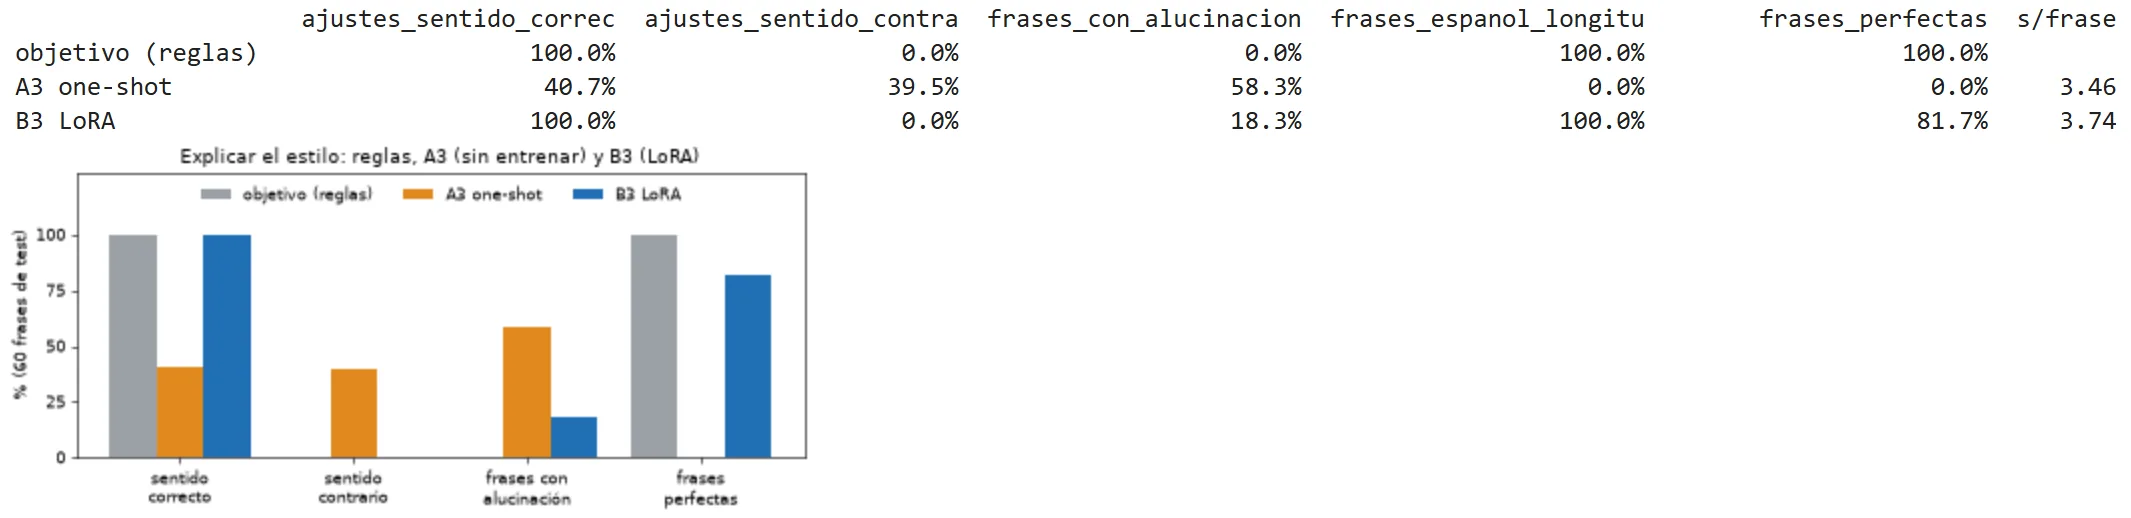 ajustes_sentido_correc ajustes_sentido_contra frases_con_alucinacion frases_espanol_longitu frases_perfectas s/frase
objetivo (reglas) 100.0% 0.0% 0.0% 100.0% 100.0%
A3 one-shot 40.7% 39.5% 58.3% 0.0% 0.0% 3.46
B3 LoRA 100.0% 0.0% 18.3% 100.0% 81.7% 3.74
Explicar el estilo: reglas, A3 (sin entrenar) y B3 (LoRA)
objetivo (reglas) A3 one-shot B3 LoRA
% (60 frases de test)
100
75
50
25
0
sentido correcto
sentido contrario
frases con alucinación
frases perfectas